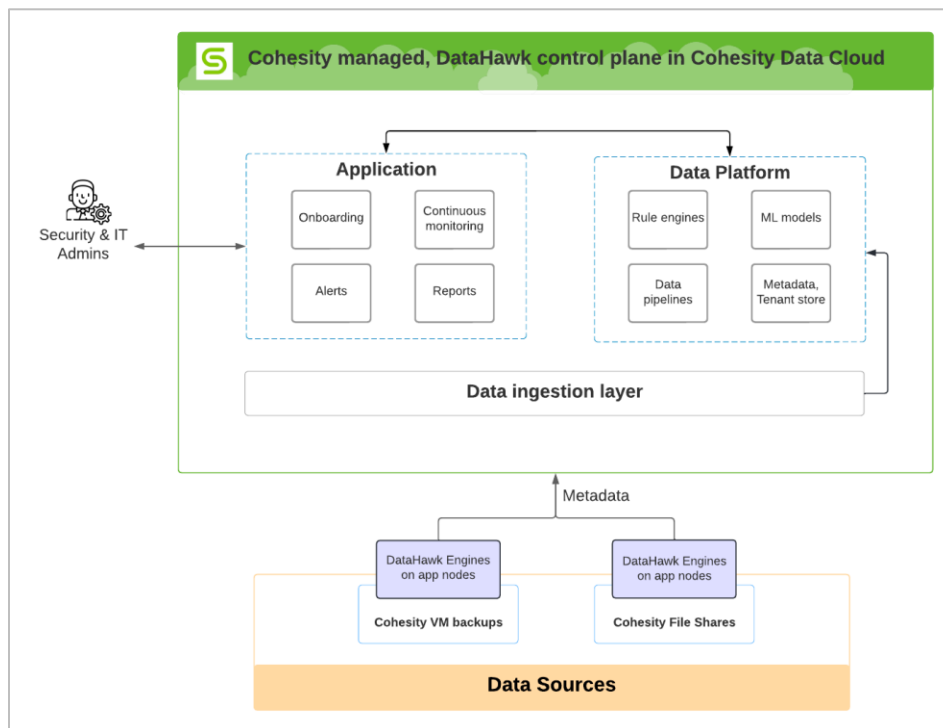 Cohesity managed, DataHawk control plane in Cohesity Data Cloud
Application
Data Platform
Onboarding
Continuous
monitoring
Rule engines
ML models
Security & IT
Admins
Alerts
Reports
Data
pipelines
Metadata,
Tenant store
Data ingestion layer
Metadata
DataHawk Engines
on app nodes
DataHawk Engines
on app nodes
Cohesity VM backups
Cohesity File Shares
Data Sources